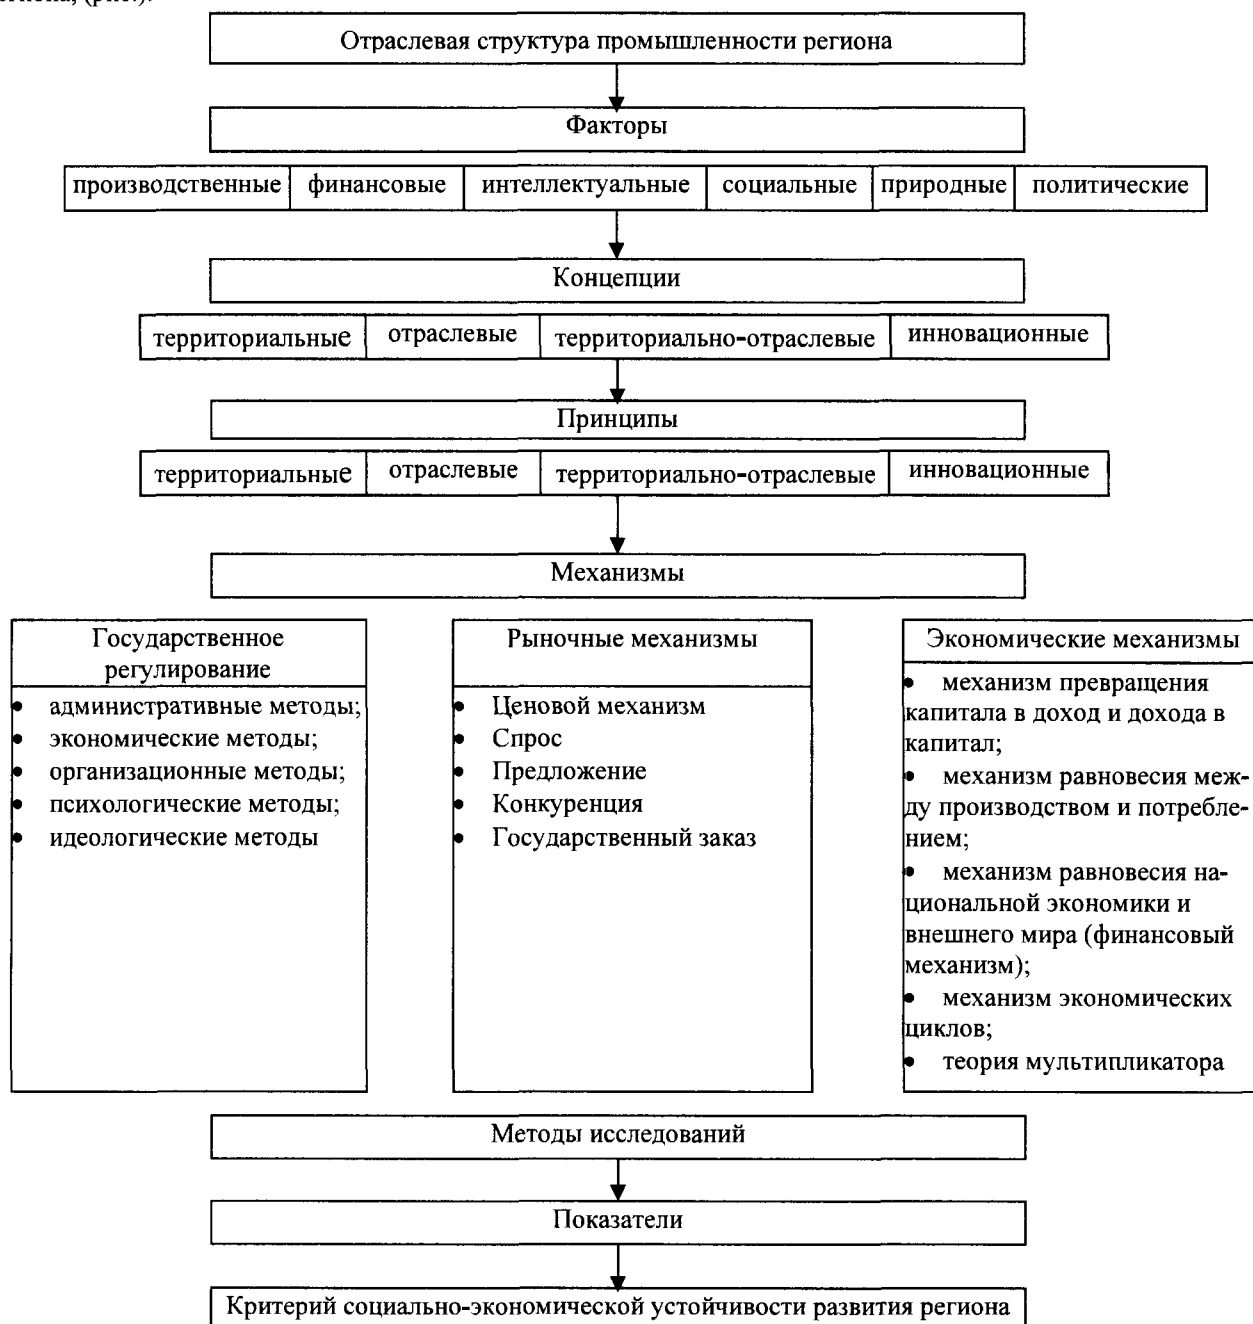 Отраслевая структура промышленности региона
Факторы
производственные финансовые интеллектуальные социальные природные политические
Концепции
территориальные отраслевые территориально-отраслевые инновационные
Принципы
территориальные отраслевые территориально-отраслевые инновационные
Механизмы
Государственное
регулирование
• административные методы;
• экономические методы;
• организационные методы;
• психологические методы;
• идеологические методы
Рыночные механизмы
• Ценовой механизм
• Спрос
• Предложение
• Конкуренция
• Государственный заказ
Экономические механизмы
• механизм превращения
капитала в доход и дохода в
капитал;
• механизм равновесия меж-
ду производством и потребле-
нием;
• механизм равновесия на-
циональной экономики и
внешнего мира (финансовый
механизм);
• механизм экономических
циклов;
• теория мультипликатора
Методы исследований
Показатели
Критерий социально-экономической устойчивости развития региона